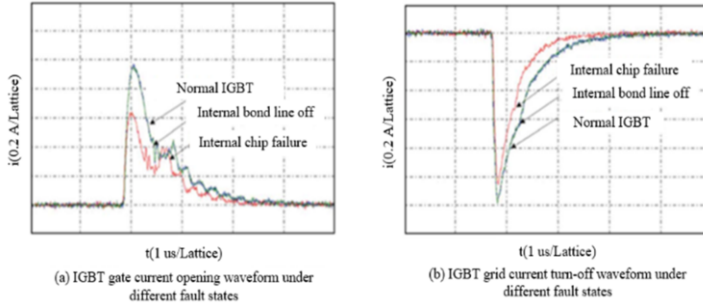 i(0.2 A/Lattice)
Normal IGBT
Internal bond line off
Internal chip failure
t(1 us/Lattice)
(a) IGBT gate current opening waveform under
different fault states
i(0.2 A/Lattice)
Internal chip failure
Internal bond line off
Normal IGBT
t(1 us/Lattice)
(b) IGBT grid current turn-off waveform under
different fault states